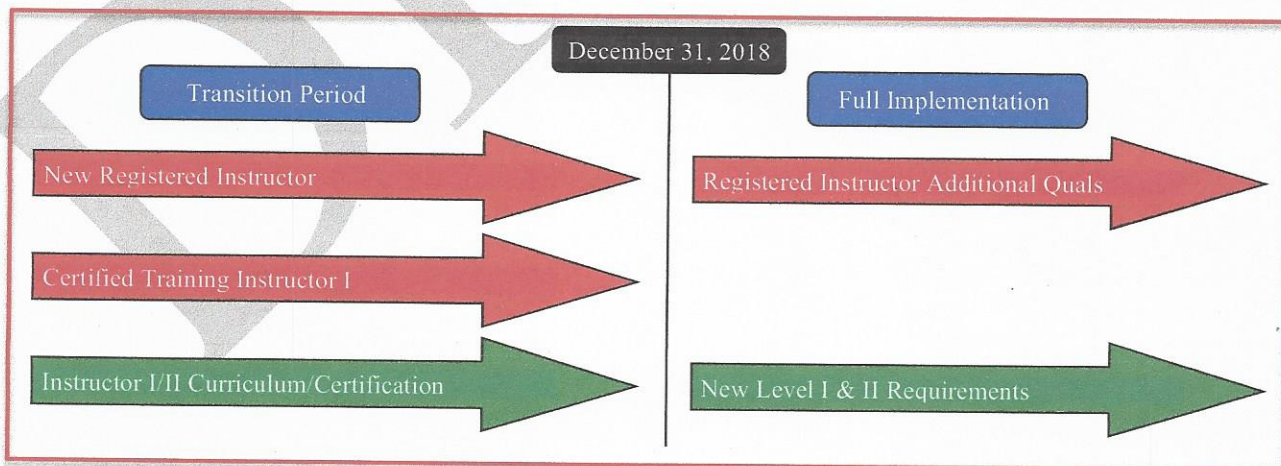 December 31, 2018
Transition Period
Full Implementation
New Registered Instructor
Registered Instructor Additional Quals
Certified Training Instructor I
Instructor I/II Curriculum/Certification
New Level I & II Requirements